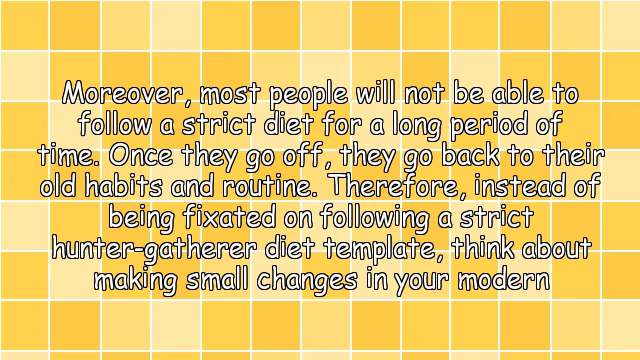 Moreover, most people will not be able to
follow a strict diet for a long period of
time. Once they go off, they go back to their
old habits and routine. Therefore, instead of
being fixated on following a strict
hunter-gatherer diet template, think about
making small changes in your modern